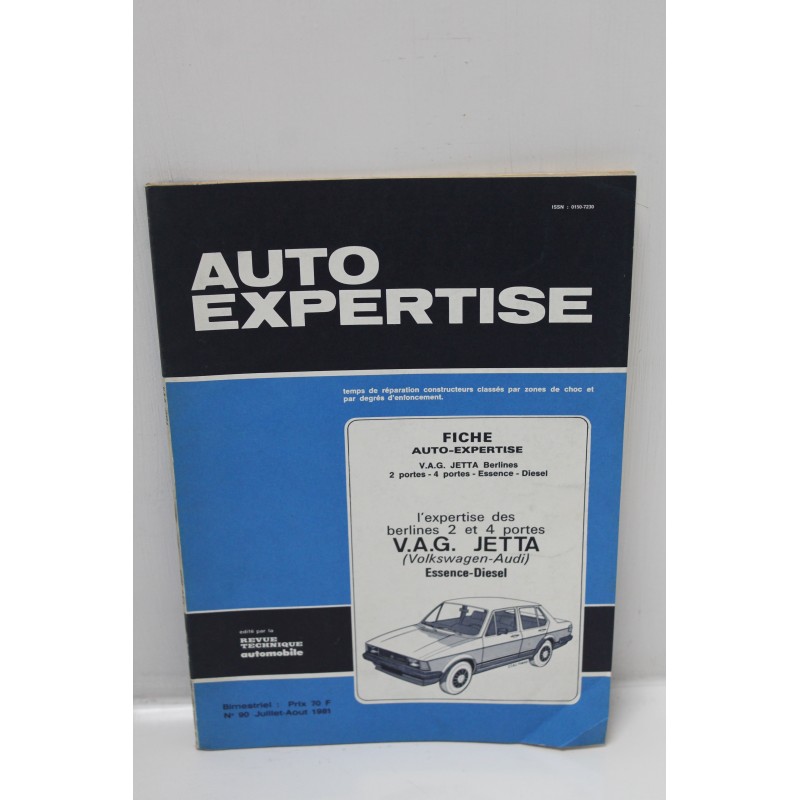 ISSN : 0150-7230
AUTO
EXPERTISE
temps de réparation constructeurs classés par zones de choc et
par degrés d'enfoncement.
FICHE
AUTO-EXPERTISE
V.A.G. JETTA Berlines
2 portes - 4 portes - Essence - Diesel
l'expertise des
berlines 2 et 4 portes
V.A.G. JETTA
(Volkswagen-Audi)
Essence-Diesel
édité par la
REVUE
TECHNIQUE
automobile
Bimestriel : Prix 70 F
N° 90 Juillet-Aout 1981